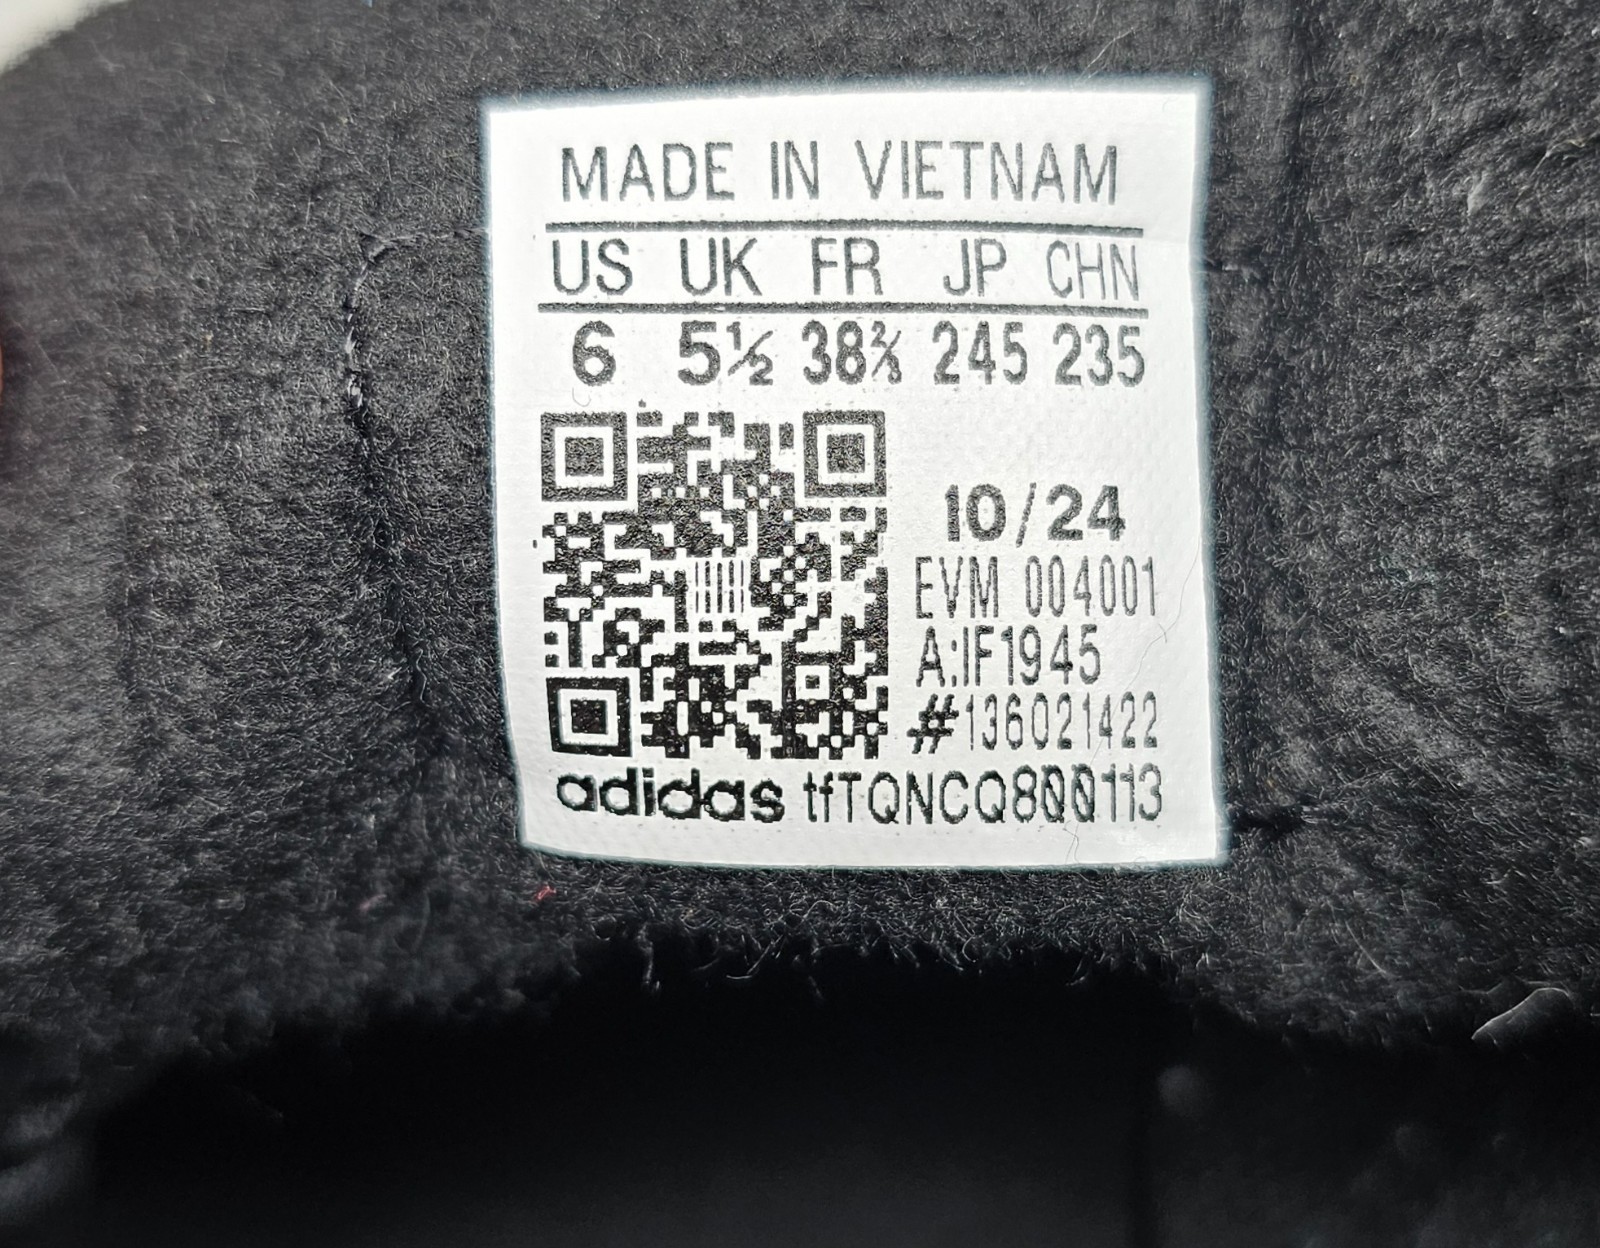 MADE IN VIETNAM
US UK FR JP CHN
6 5½ 38⅔ 245 235
10/24
EVM 004001
A:IF1945
#136021422
adidas tfTQNCQ800113